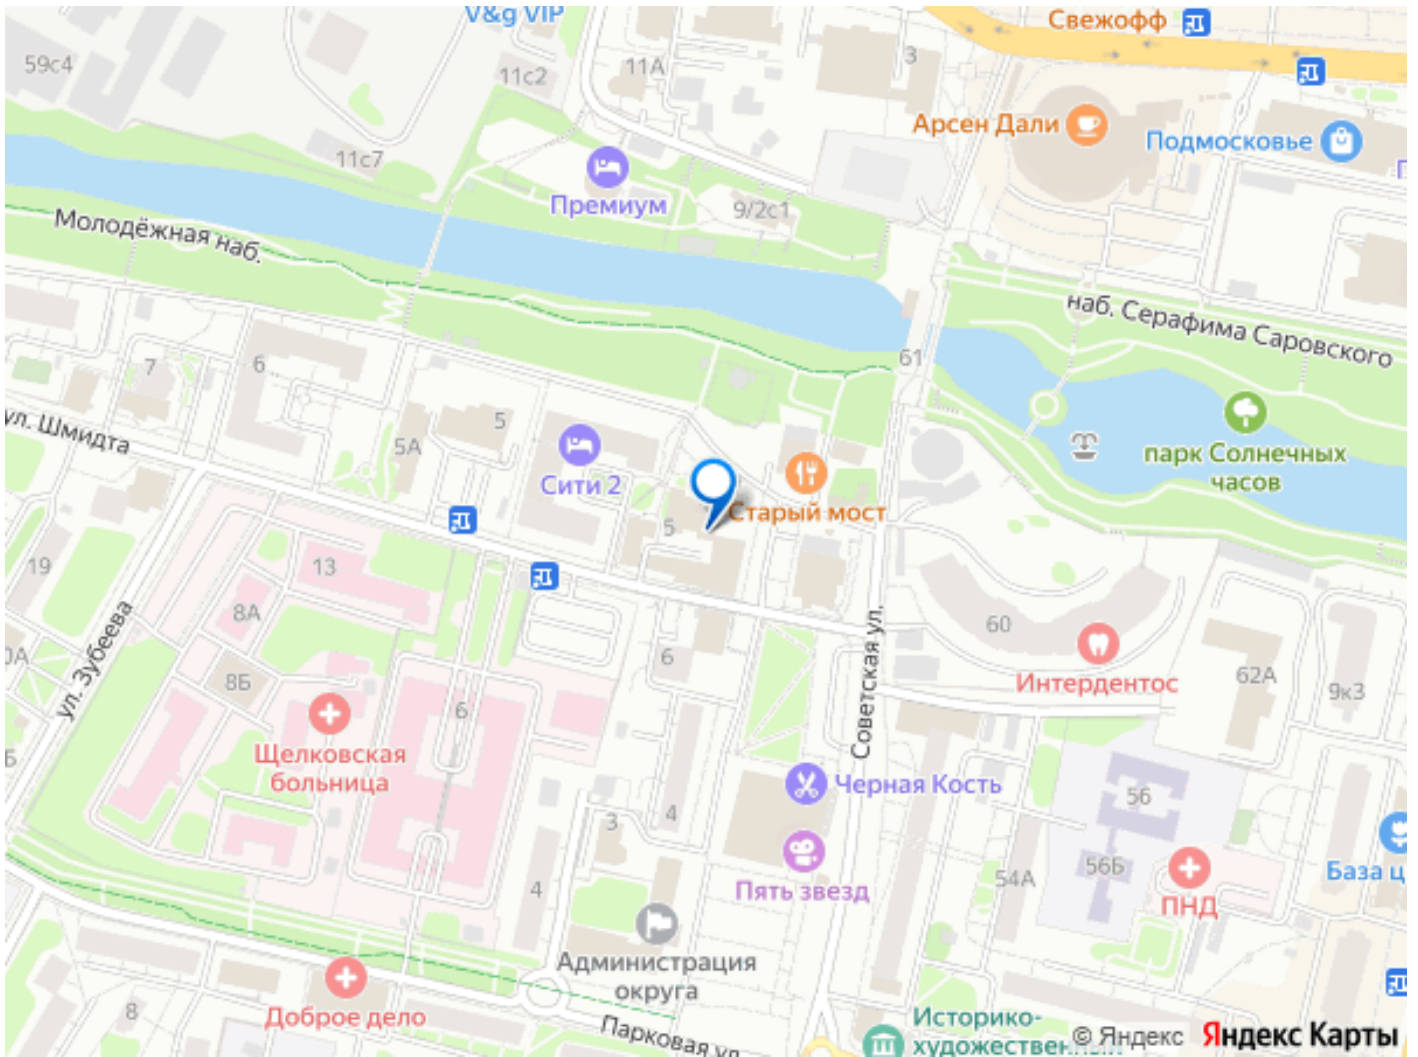 V&g VIP
Свежофф
59с4
11с2
11А
3
Арсен Дали
Подмосковье
11с7
Премиум
9/2с1
Молодёжная наб.
наб. Серафима Саровского
61
7
6
5
5А
ул. Шмидта
Сити 2
парк Солнечных
часов
Старый мост
5
19
13
8А
60
Интердентос
62А
9к3
ул. Зубеева
0А
8Б
6
6
Советская ул.
Щелковская
больница
Б
Черная Кость
56
4
3
56Б
54А
База ц
Пять звезд
ПНД
4
Администрация
округа
Доброе дело
8
Парковая ул.
Историко-
художественный
© Яндекс Яндекс Карты